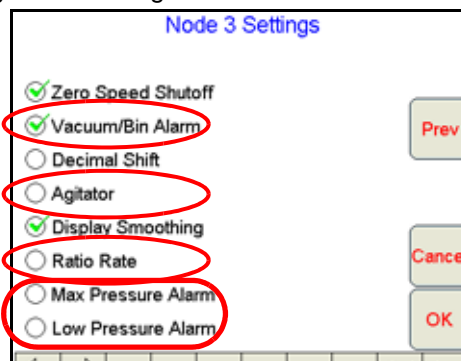 Node 3 Settings
Zero Speed Shutoff
Vacuum/Bin Alarm
Prev
Decimal Shift
Agitator
Display Smoothing
Ratio Rate
Cance
Max Pressure Alarm
OK
Low Pressure Alarm